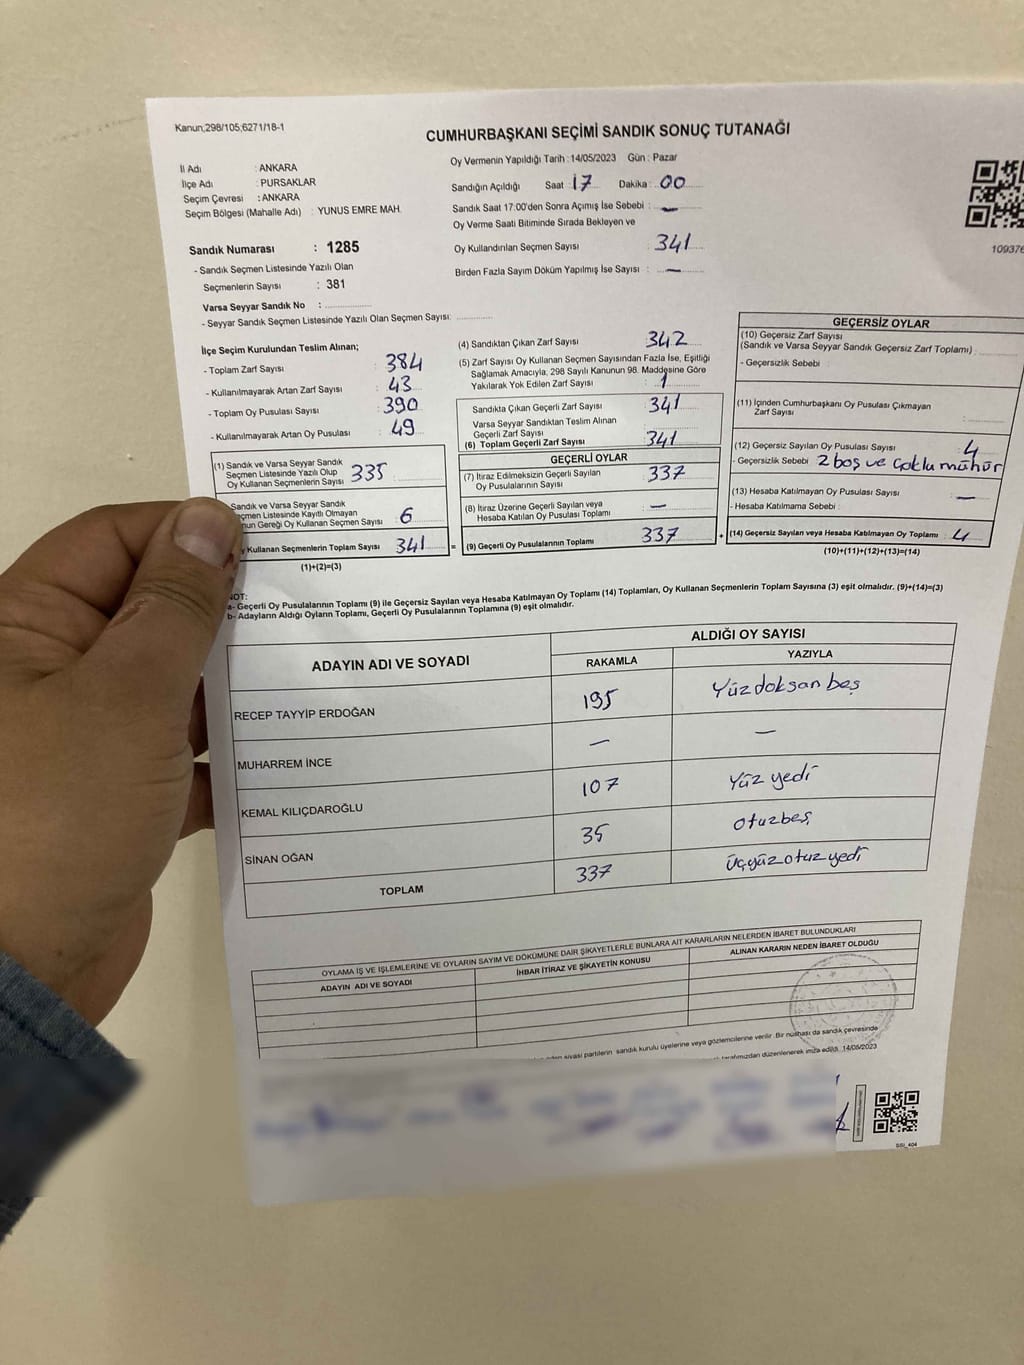 Kanun;298/105;6271/18-1
CUMHURBAŞKANI SEÇİMİ SANDIK SONUÇ TUTANAĞI
İl Adı : ANKARA
İlçe Adı : PURSAKLAR
Seçim Çevresi : ANKARA
Seçim Bölgesi (Mahalle Adı) : YUNUS EMRE MAH.
Sandık Numarası : 1285
- Sandık Seçmen Listesinde Yazılı Olan
Seçmenlerin Sayısı : 381
Varsa Seyyar Sandık No :
- Seyyar Sandık Seçmen Listesinde Yazılı Olan Seçmen Sayısı:
Oy Vermenin Yapıldığı Tarih : 14/05/2023 Gün : Pazar
Sandığın Açıldığı Saat : 17 Dakika : 00
Sandık Saat 17:00'den Sonra Açımış İse Sebebi : —
Oy Verme Saati Bitiminde Sırada Bekleyen ve
Oy Kullandırılan Seçmen Sayısı : 341
Birden Fazla Sayım Döküm Yapılmış İse Sayısı : —
109376
İlçe Seçim Kurulundan Teslim Alınan;
- Toplam Zarf Sayısı : 384
- Kullanılmayarak Artan Zarf Sayısı : 43
- Toplam Oy Pusulası Sayısı : 390
- Kullanılmayarak Artan Oy Pusulası : 49
(1) Sandık ve Varsa Seyyar Sandık
Seçmen Listesinde Yazılı Olup
Oy Kullanan Seçmenlerin Sayısı : 335
Sandık ve Varsa Seyyar Sandık
Listesinde Kayıtlı Olmayan
Gereği Oy Kullanan Seçmen Sayısı : 6
Kullanan Seçmenlerin Toplam Sayısı : 341 =
(1)+(2)=(3)
(4) Sandıktan Çıkan Zarf Sayısı : 342
(5) Zarf Sayısı Oy Kullanan Seçmen Sayısından Fazla İse, Eşitliği
Sağlamak Amacıyla, 298 Sayılı Kanunun 98. Maddesine Göre
Yakılarak Yok Edilen Zarf Sayısı : 1
Sandıkta Çıkan Geçerli Zarf Sayısı : 341
Varsa Seyyar Sandıktan Teslim Alınan
Geçerli Zarf Sayısı :
(6) Toplam Geçerli Zarf Sayısı : 341
GEÇERLİ OYLAR
(7) İtiraz Edilmeksizin Geçerli Sayılan
Oy Pusulalarının Sayısı : 337
(8) İtiraz Üzerine Geçerli Sayılan veya
Hesaba Katılan Oy Pusulası Toplamı : —
(9) Geçerli Oy Pusulalarının Toplamı : 337 +
GEÇERSİZ OYLAR
(10) Geçersiz Zarf Sayısı
(Sandık ve Varsa Seyyar Sandık Geçersiz Zarf Toplamı) :
- Geçersizlik Sebebi :
(11) İçinden Cumhurbaşkanı Oy Pusulası Çıkmayan
Zarf Sayısı :
(12) Geçersiz Sayılan Oy Pusulası Sayısı : 4
- Geçersizlik Sebebi : 2 boş ve çoklu mühür
(13) Hesaba Katılmayan Oy Pusulası Sayısı : —
- Hesaba Katılmama Sebebi :
(14) Geçersiz Sayılan veya Hesaba Katılmayan Oy Toplamı : 4
(10)+(11)+(12)+(13)=(14)
NOT:
a- Geçerli Oy Pusulalarının Toplamı (9) ile Geçersiz Sayılan veya Hesaba Katılmayan Oy Toplamı (14) Toplamları, Oy Kullanan Seçmenlerin Toplam Sayısına (3) eşit olmalıdır. (9)+(14)=(3)
b- Adayların Aldığı Oyların Toplamı, Geçerli Oy Pusulalarının Toplamına (9) eşit olmalıdır.
ADAYIN ADI VE SOYADI
ALDIĞI OY SAYISI
RAKAMLA YAZIYLA
RECEP TAYYİP ERDOĞAN 195 Yüzdoksan beş
MUHARREM İNCE — —
KEMAL KILIÇDAROĞLU 107 Yüz yedi
SİNAN OĞAN 35 Otuzbeş
TOPLAM 337 Üçyüz otuz yedi
OYLAMA İŞ VE İŞLEMLERİNE VE OYLARIN SAYIM VE DÖKÜMÜNE DAİR ŞİKAYETLERLE BUNLARA AİT KARARLARIN NELERDEN İBARET BULUNDUKLARI
ADAYIN ADI VE SOYADI İHBAR İTİRAZ VE ŞİKAYETİN KONUSU ALINAN KARARIN NEDEN İBARET OLDUĞU
eden siyasi partilerin sandık kurulu üyelerine veya gözlemcilerine verilir. Bir nüshası da sandık çevresinde
tarafımızdan düzenlenerek imza edildi. 14/05/2023
SSI_404